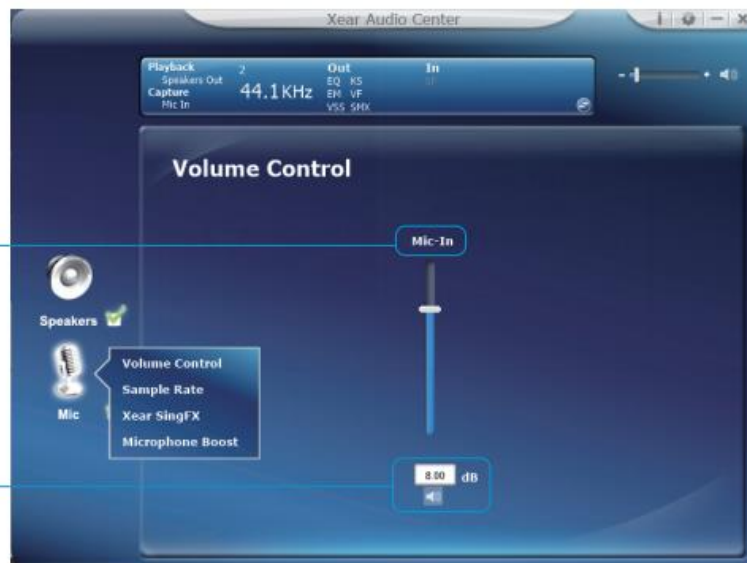 Xear Audio Center
Playback 2 Out In
Speakers Out EQ KS
Capture 44.1KHz EM VF
Mic In VSS SMX
Volume Control
Mic-In
Speakers
Volume Control
Sample Rate
Mic Xear SingFX
Microphone Boost
8.00 dB